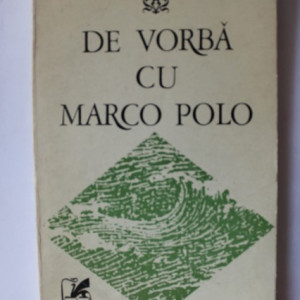 DE VORBĂ
CU
MARCO POLO